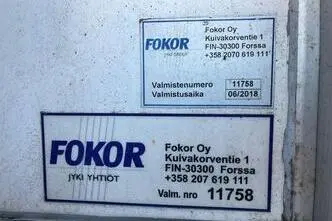 FOKOR
JYKI GROUP
Fokor Oy
Kuivakorventie 1
FIN-30300 Forssa
+358 2070 619 111
Valmistenumero 11758
Valmistusaika 06/2018
FOKOR
JYKI YHTIÖT
Fokor Oy
Kuivakorventie 1
FIN-30300 Forssa
+358 207 619 111
Valm. nro 11758